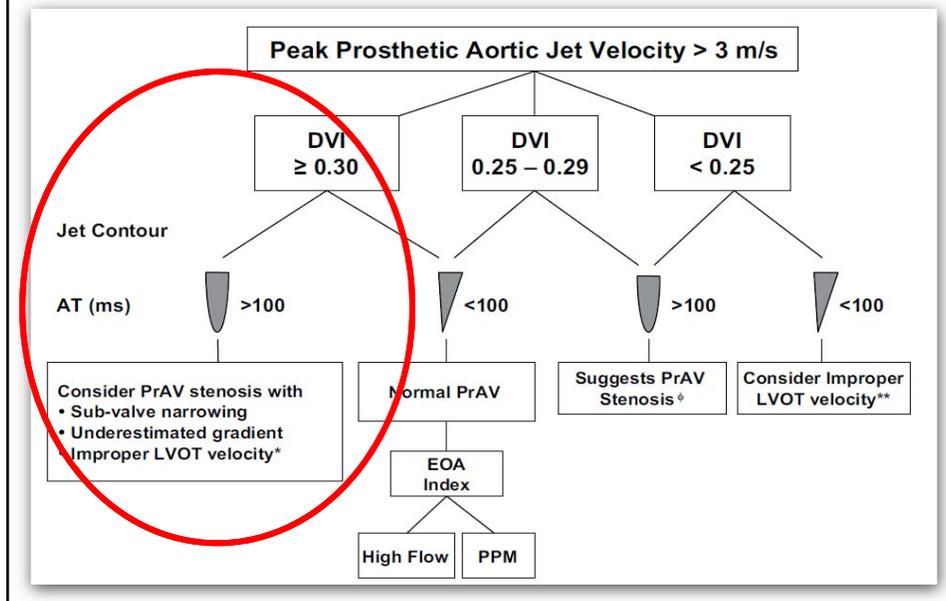 Peak Prosthetic Aortic Jet Velocity > 3 m/s
DVI
≥ 0.30
DVI
0.25 – 0.29
DVI
< 0.25
Jet Contour
AT (ms)
>100
<100
>100
<100
Consider PrAV stenosis with
• Sub-valve narrowing
• Underestimated gradient
• Improper LVOT velocity*
Normal PrAV
Suggests PrAV
Stenosisᶲ
Consider Improper
LVOT velocity**
EOA
Index
High Flow
PPM